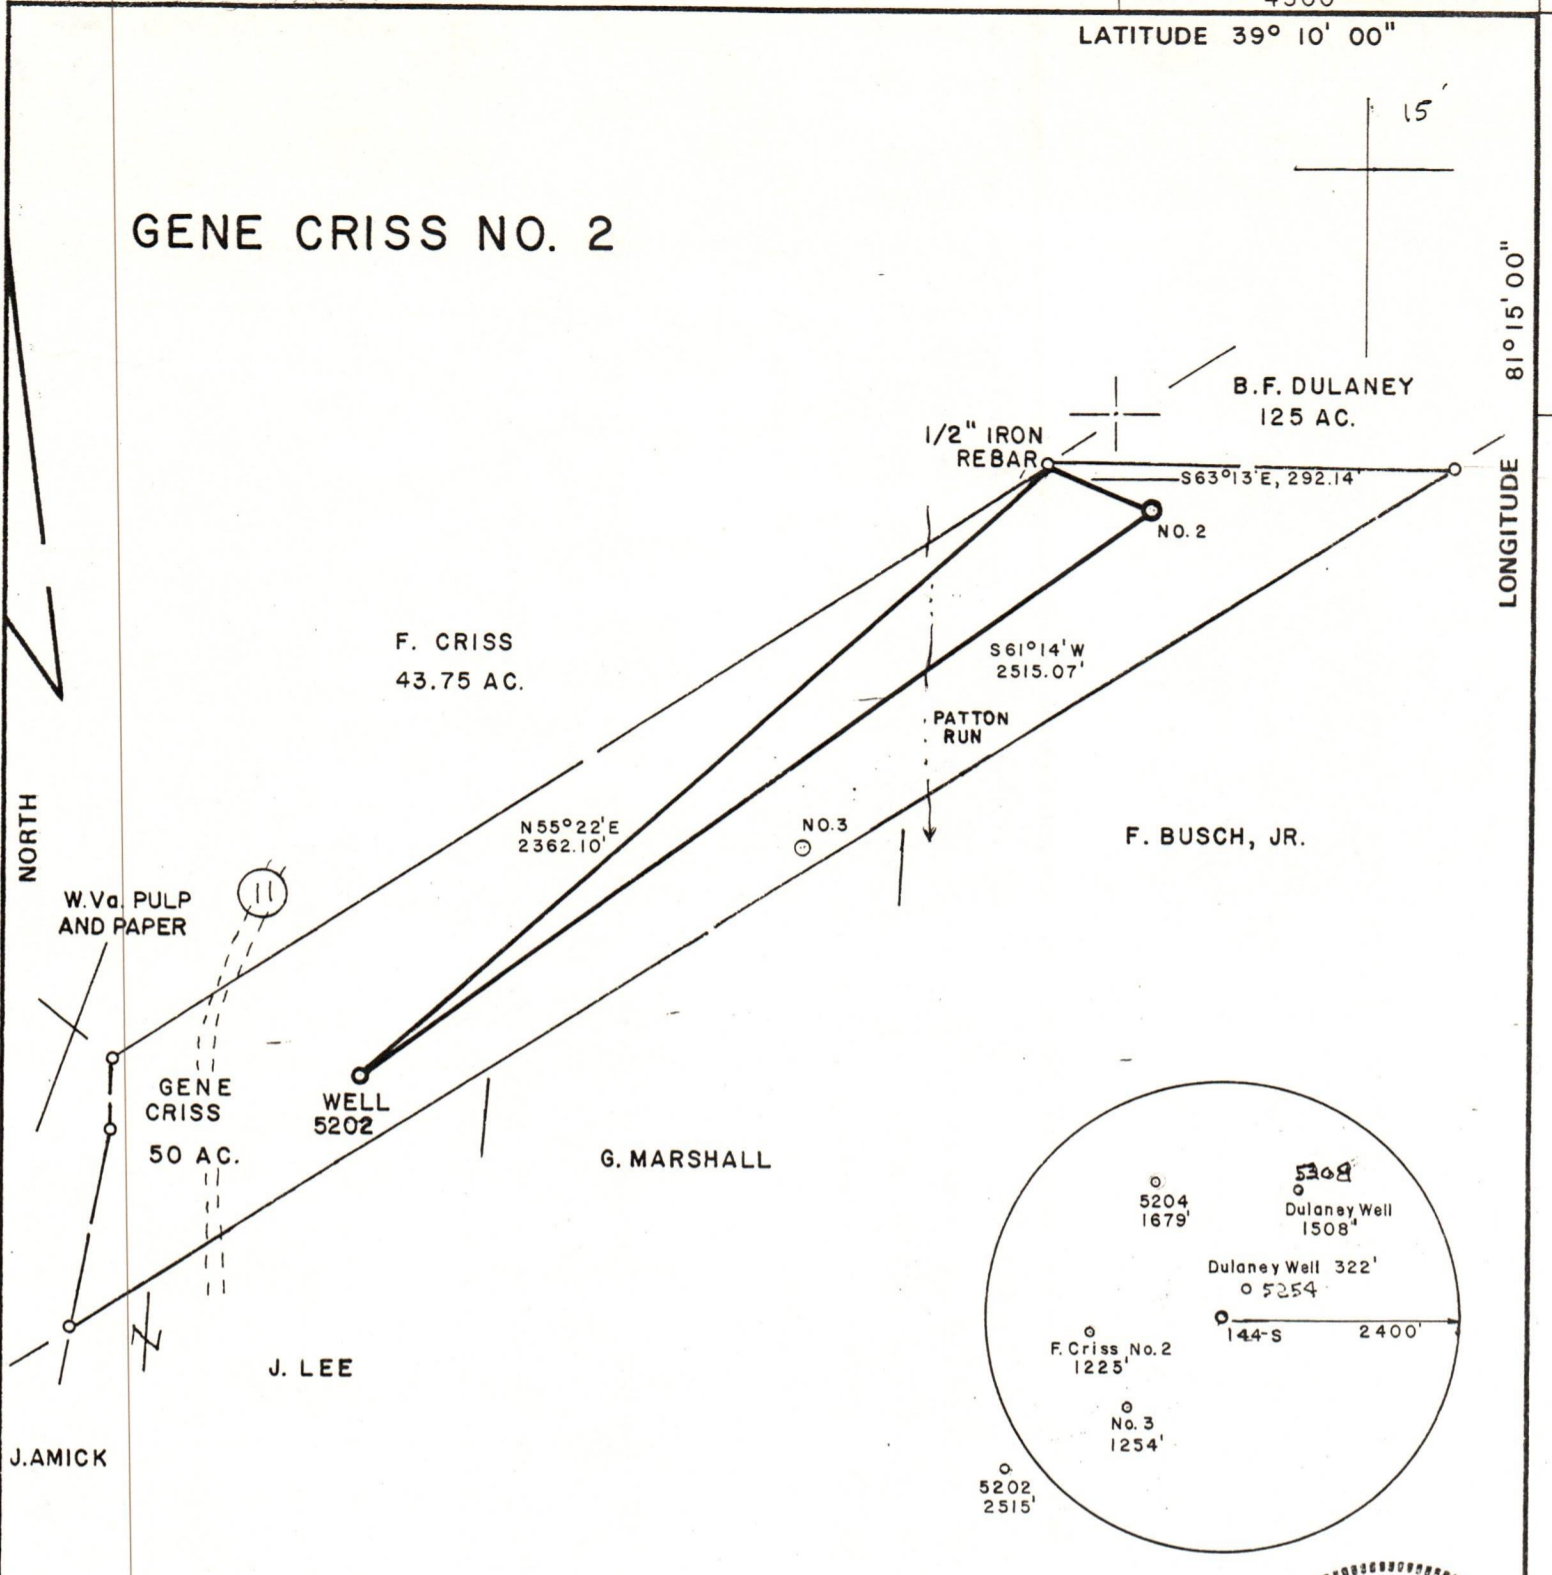 LATITUDE 39° 10' 00"
15'
GENE CRISS NO. 2
81° 15' 00"
LONGITUDE
B.F. DULANEY
125 AC.
1/2" IRON
REBAR
S63°13'E, 292.14'
NO. 2
F. CRISS
43.75 AC.
S61°14'W
2515.07'
PATTON
RUN
N55°22'E
2362.10'
NO.3
F. BUSCH, JR.
NORTH
W.Va. PULP
AND PAPER
11
GENE
CRISS
50 AC.
WELL
5202
G. MARSHALL
5204
1679'
5308
Dulaney Well
1508"
Dulaney Well 322'
5254
144-S
2400'
F. Criss No. 2
1225'
No. 3
1254'
5202
2515'
J. LEE
J. AMICK